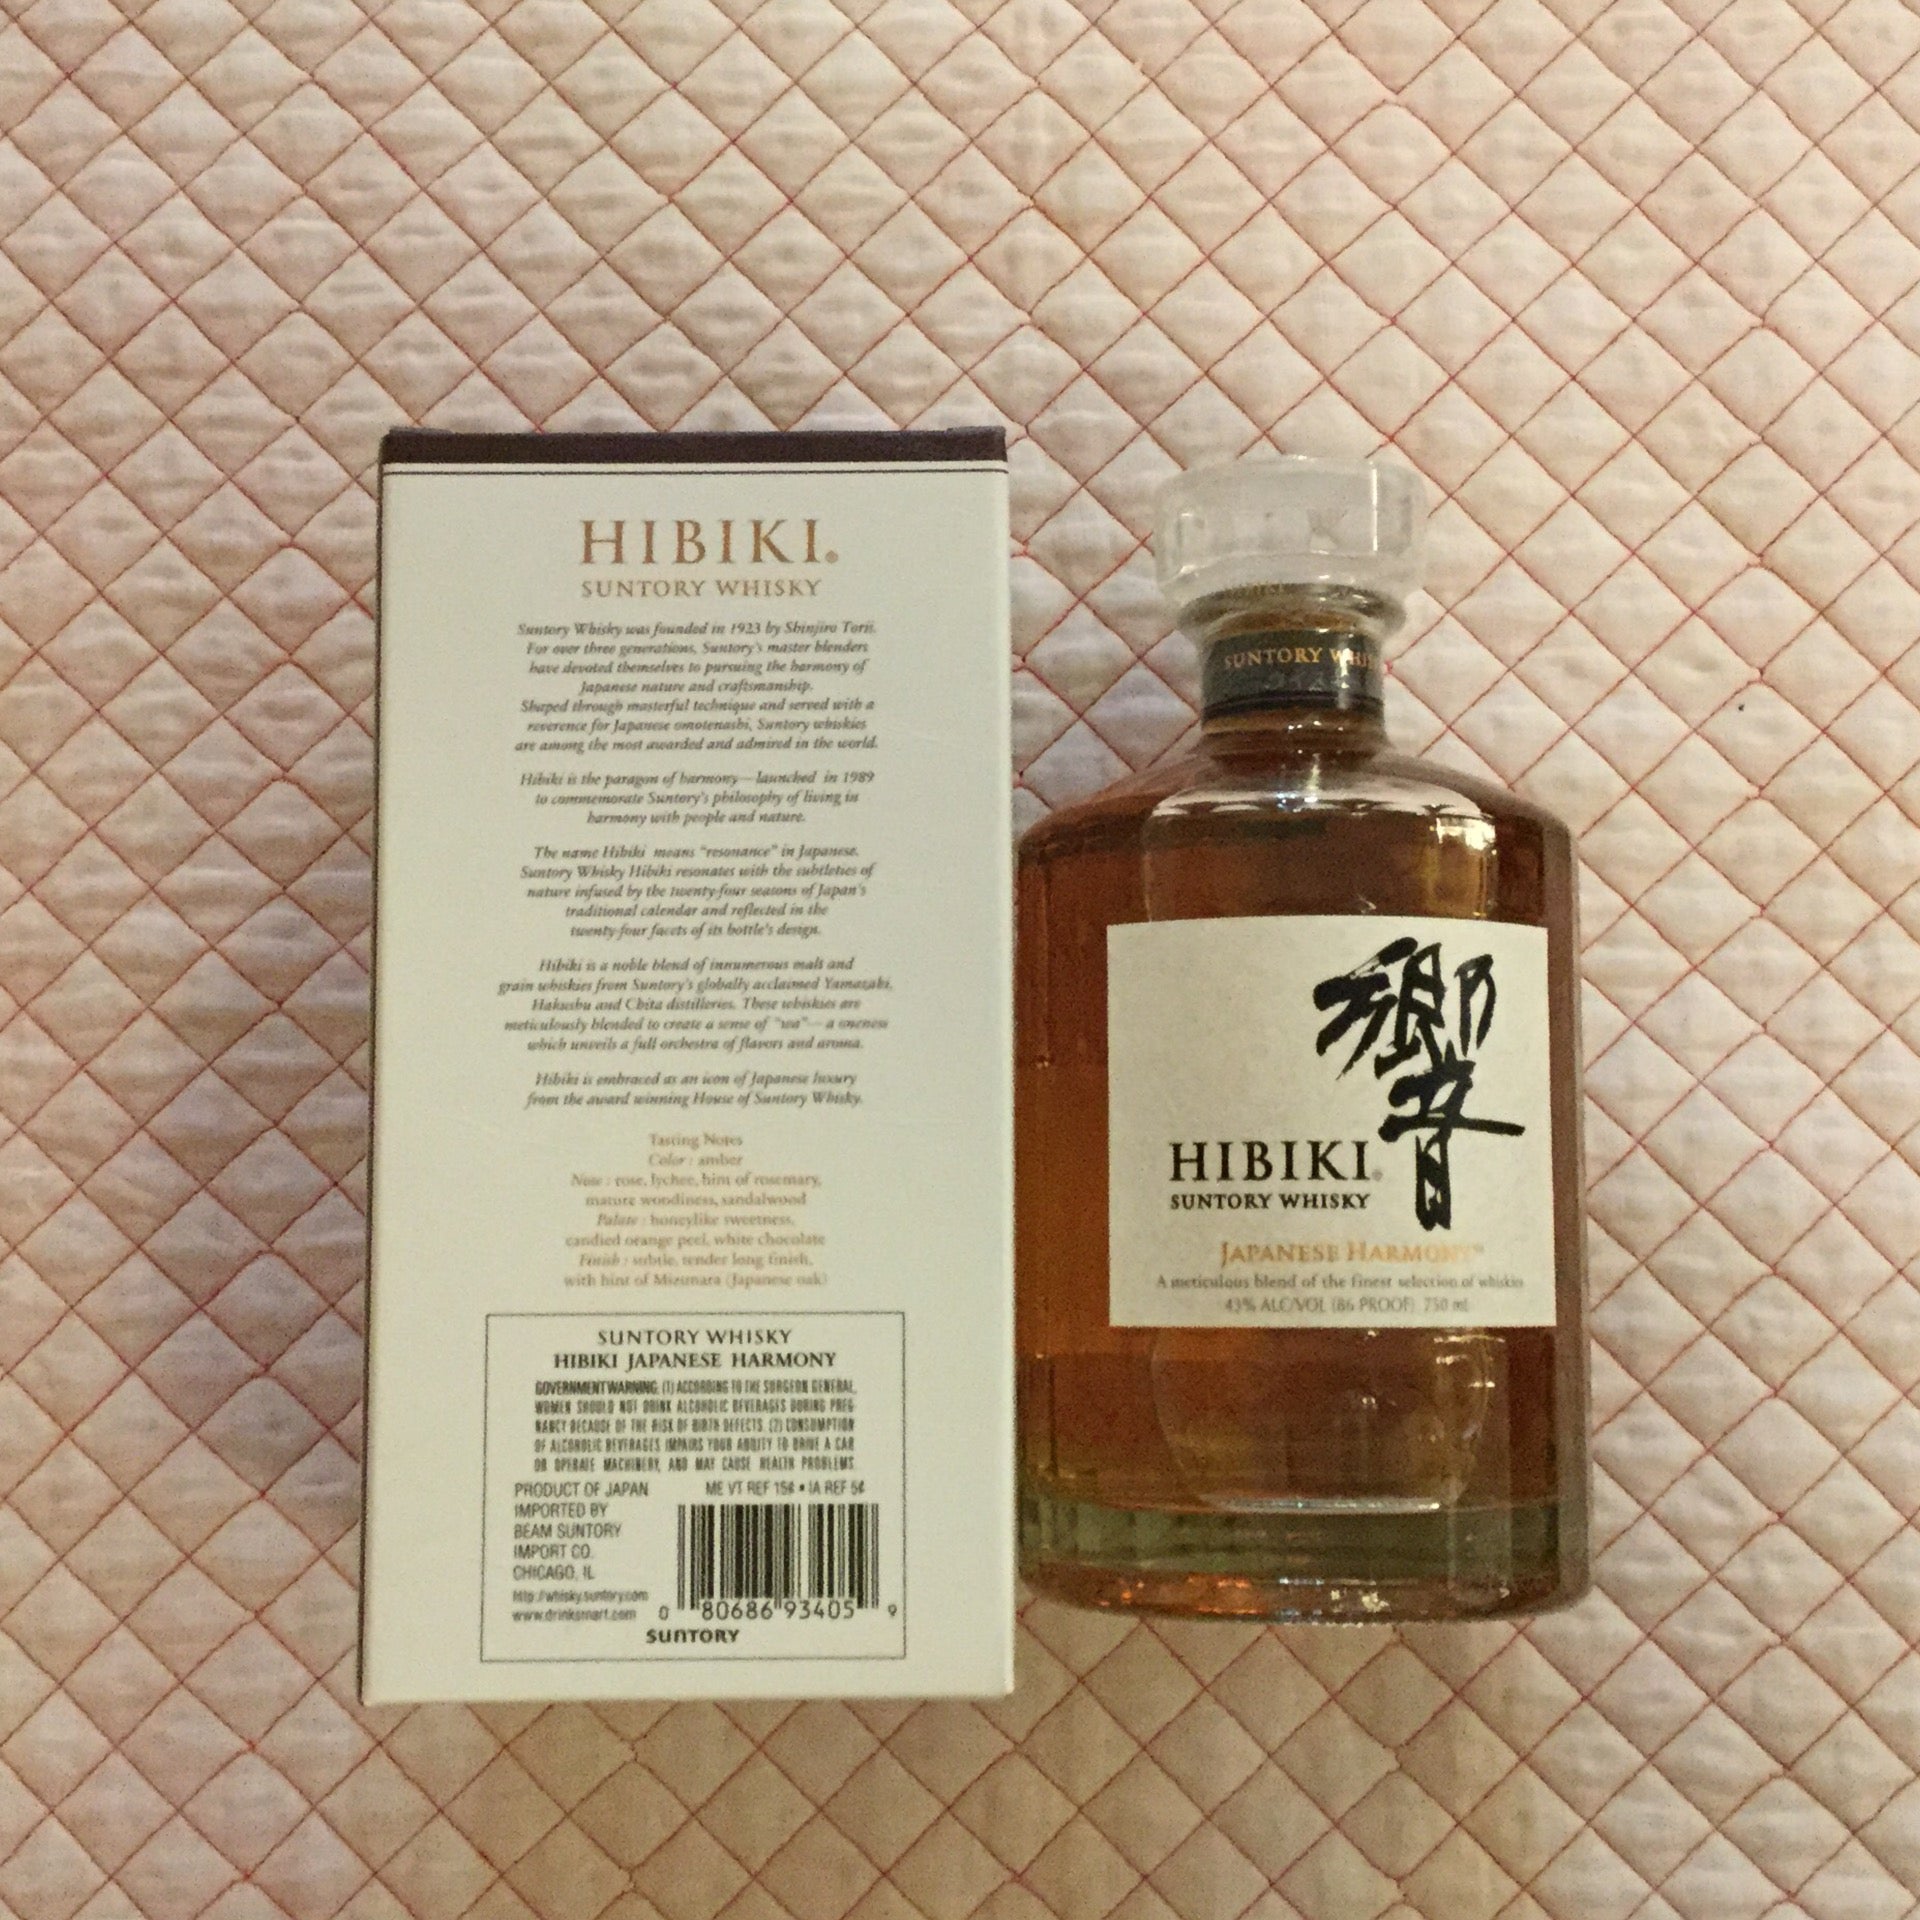 HIBIKI®
SUNTORY WHISKY
Suntory Whisky was founded in 1923 by Shinjiro Torii.
For over three generations, Suntory's master blenders
have devoted themselves to pursuing the harmony of
Japanese nature and craftsmanship.
Shaped through masterful technique and served with a
reverence for Japanese omotenashi, Suntory whiskies
are among the most awarded and admired in the world.
Hibiki is the paragon of harmony—launched in 1989
to commemorate Suntory's philosophy of living in
harmony with people and nature.
The name Hibiki means "resonance" in Japanese.
Suntory Whisky Hibiki resonates with the subtleties of
nature infused by the twenty-four seasons of Japan's
traditional calendar and reflected in the
twenty-four facets of its bottle's design.
Hibiki is a noble blend of innumerous malt and
grain whiskies from Suntory's globally acclaimed Yamazaki,
Hakushu and Chita distilleries. These whiskies are
meticulously blended to create a sense of "wa"—a oneness
which unveils a full orchestra of flavors and aroma.
Hibiki is embraced as an icon of Japanese luxury
from the award winning House of Suntory Whisky.
Tasting Notes
Color : amber
Nose : rose, lychee, hint of rosemary,
mature woodiness, sandalwood
Palate : honeylike sweetness,
candied orange peel, white chocolate
Finish : subtle, tender long finish,
with hint of Mizunara (Japanese oak)
SUNTORY WHISKY
HIBIKI JAPANESE HARMONY
GOVERNMENT WARNING: (1) ACCORDING TO THE SURGEON GENERAL,
WOMEN SHOULD NOT DRINK ALCOHOLIC BEVERAGES DURING PREG-
NANCY BECAUSE OF THE RISK OF BIRTH DEFECTS. (2) CONSUMPTION
OF ALCOHOLIC BEVERAGES IMPAIRS YOUR ABILITY TO DRIVE A CAR
OR OPERATE MACHINERY, AND MAY CAUSE HEALTH PROBLEMS.
PRODUCT OF JAPAN
IMPORTED BY
BEAM SUNTORY
IMPORT CO.
CHICAGO, IL
http://whisky.suntory.com
www.drinksmart.com
ME VT REF 15¢ • IA REF 5¢
0 80686 93405 9
SUNTORY
SUNTORY WHIS
響
HIBIKI®
SUNTORY WHISKY
JAPANESE HARMONY™
A meticulous blend of the finest selection of whiskies
43% ALC/VOL (86 PROOF) 750 ml